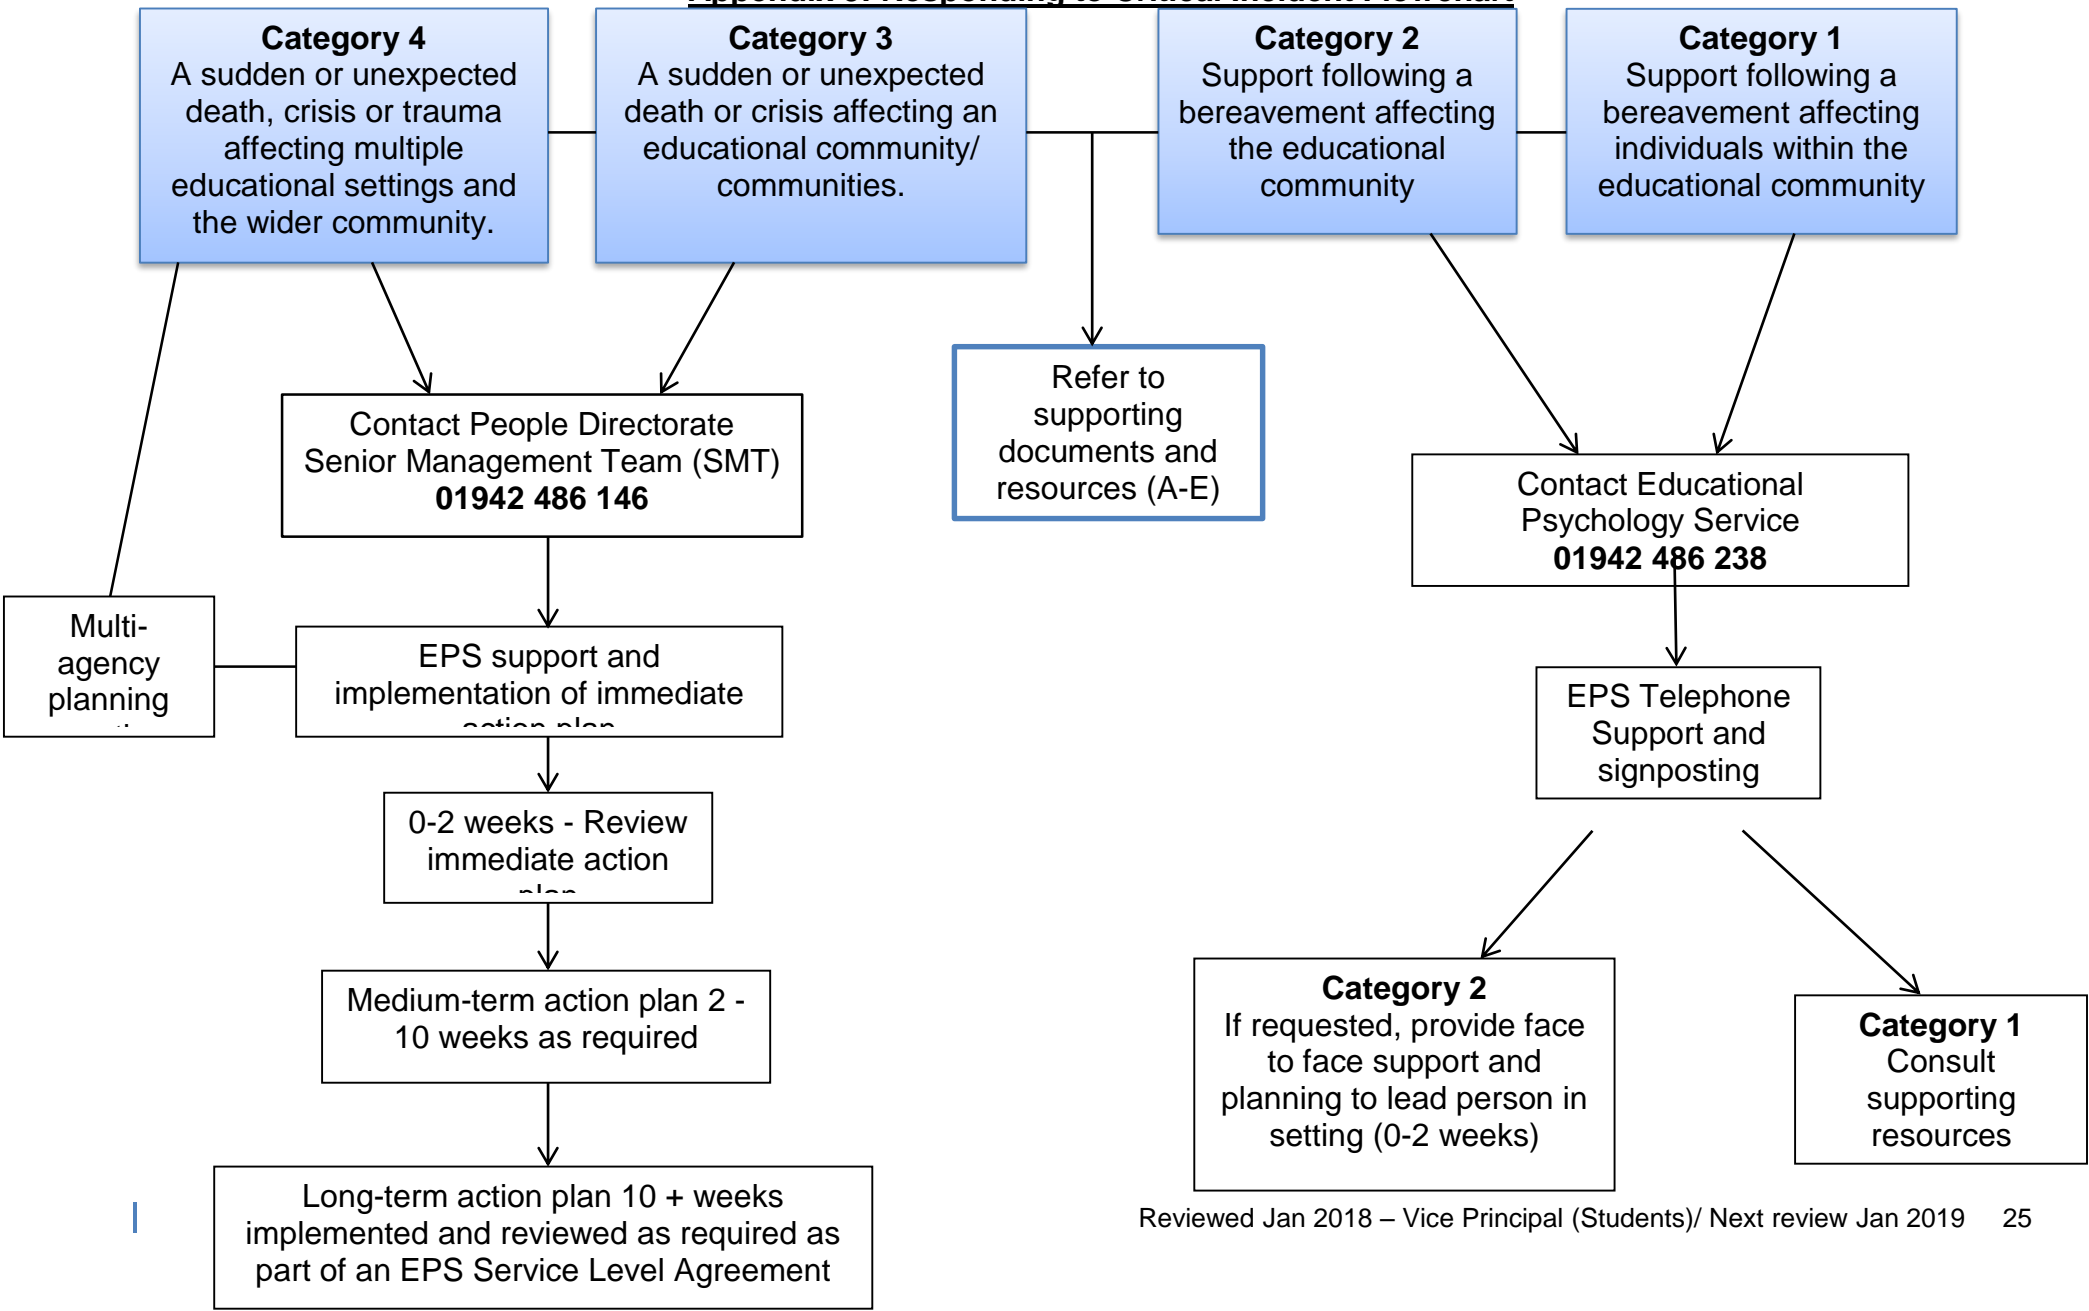 Responding to Critical Incident Flowchart
Category 4
A sudden or unexpected
death, crisis or trauma
affecting multiple
educational settings and
the wider community.
Category 3
A sudden or unexpected
death or crisis affecting an
educational community/
communities.
Category 2
Support following a
bereavement affecting
the educational
community
Category 1
Support following a
bereavement affecting
individuals within the
educational community
Contact People Directorate
Senior Management Team (SMT)
01942 486 146
Refer to
supporting
documents and
resources (A-E)
Contact Educational
Psychology Service
01942 486 238
Multi-
agency
planning
EPS support and
implementation of immediate
action plan
EPS Telephone
Support and
signposting
0-2 weeks - Review
immediate action
plan
Medium-term action plan 2 -
10 weeks as required
Category 2
If requested, provide face
to face support and
planning to lead person in
setting (0-2 weeks)
Category 1
Consult
supporting
resources
Long-term action plan 10 + weeks
implemented and reviewed as required as
part of an EPS Service Level Agreement
Reviewed Jan 2018 – Vice Principal (Students)/ Next review Jan 2019 25